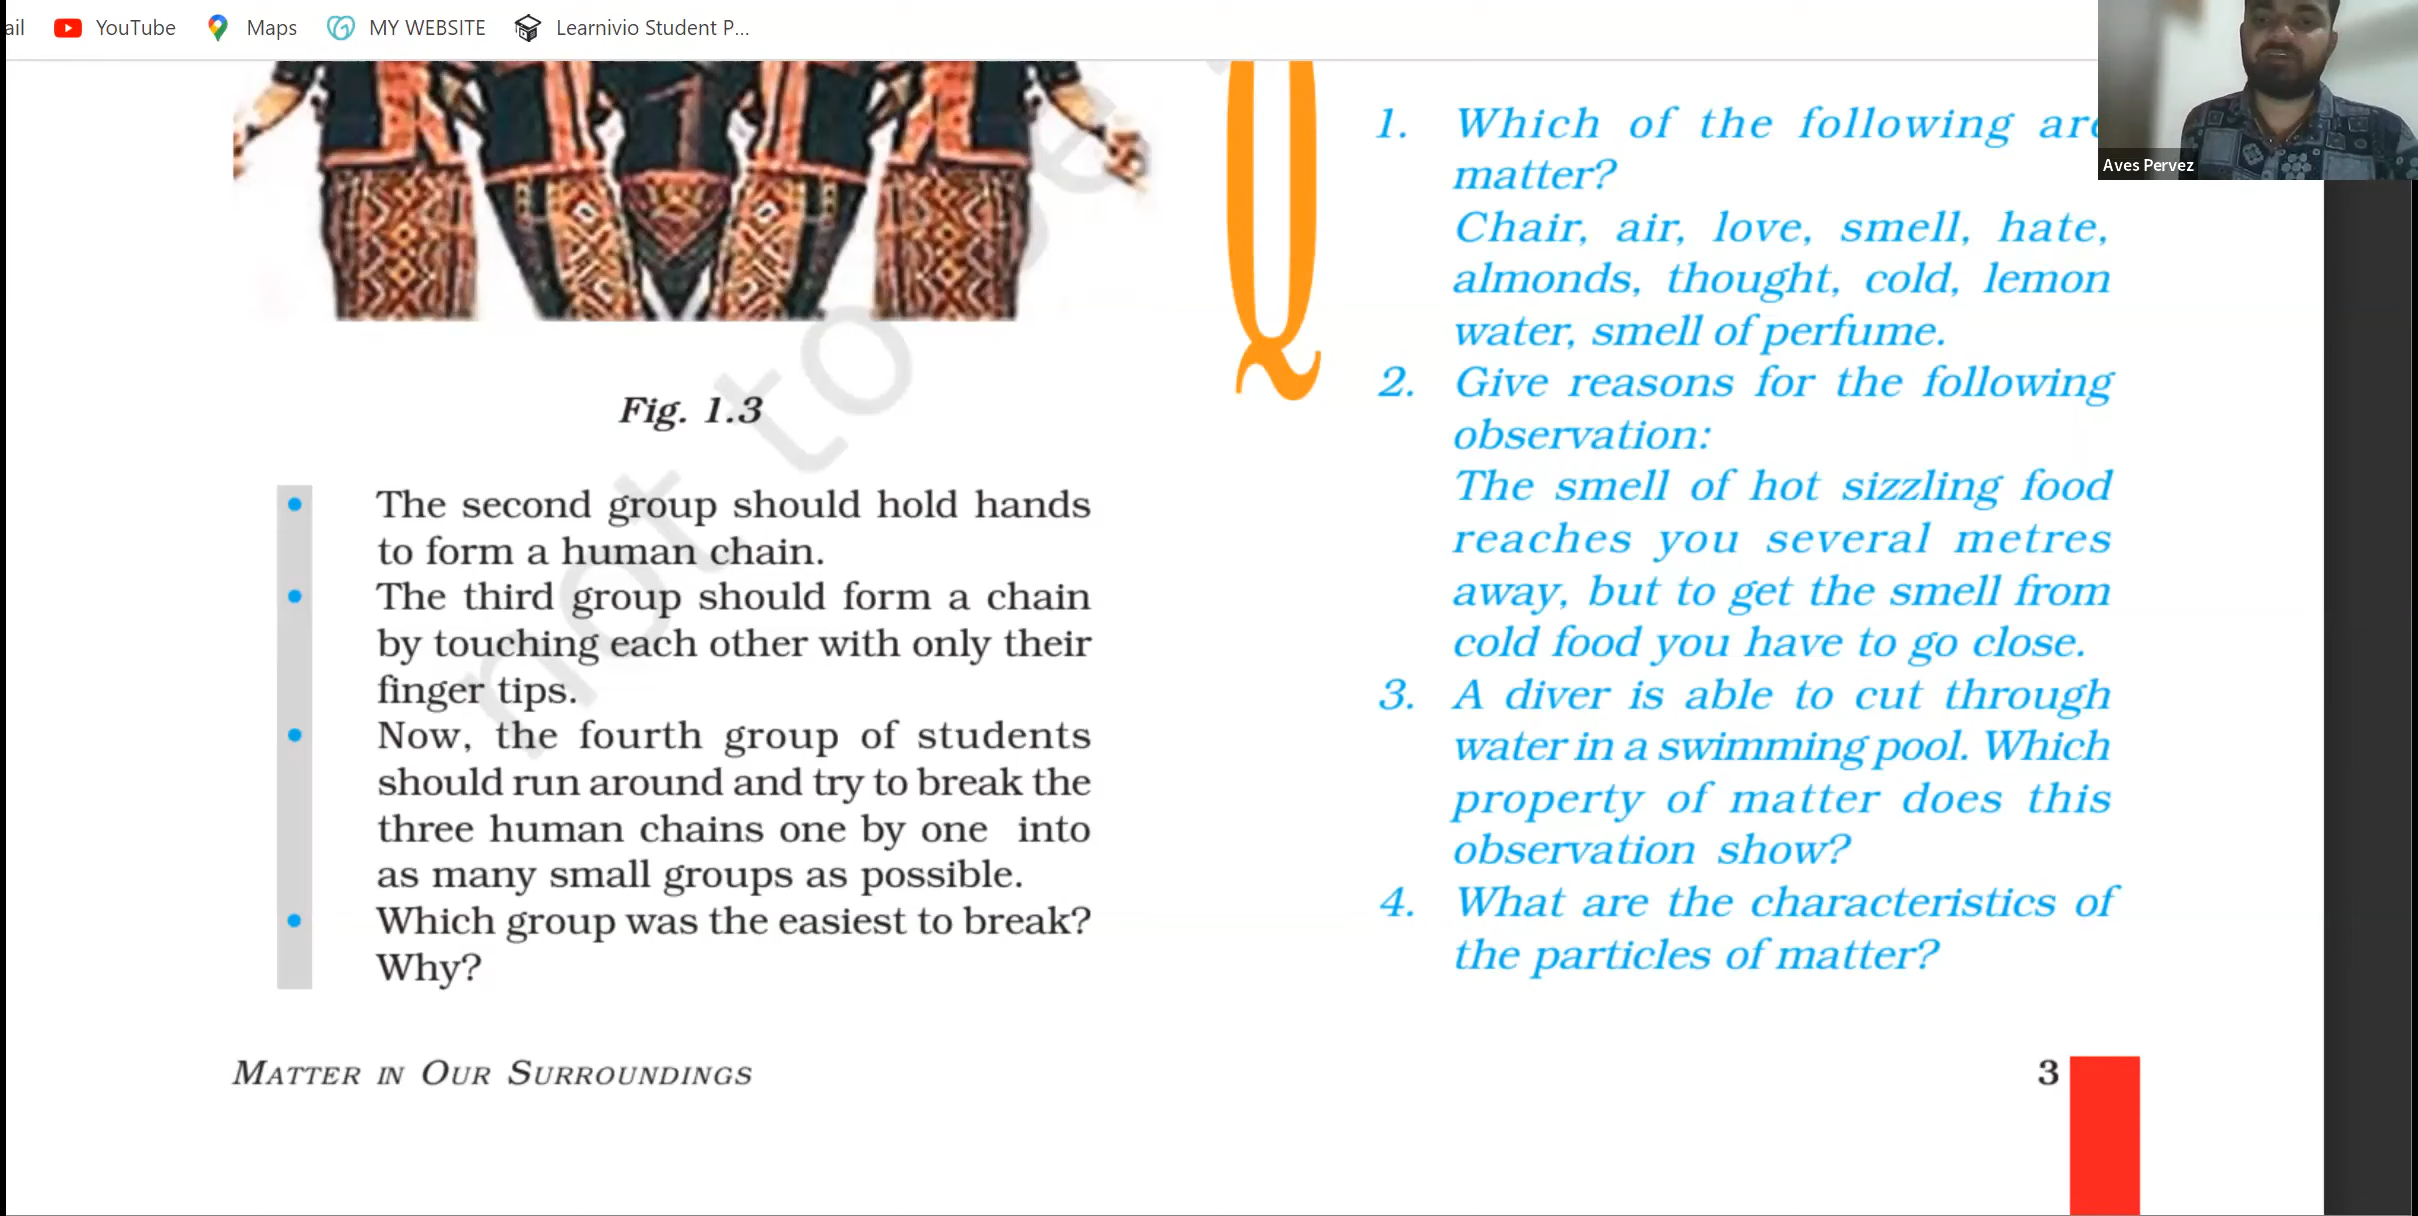 ail YouTube Maps MY WEBSITE Learnivio Student P...
Aves Pervez
Fig. 1.3
• The second group should hold hands
to form a human chain.
• The third group should form a chain
by touching each other with only their
finger tips.
• Now, the fourth group of students
should run around and try to break the
three human chains one by one into
as many small groups as possible.
• Which group was the easiest to break?
Why?
Q
1. Which of the following are
matter?
Chair, air, love, smell, hate,
almonds, thought, cold, lemon
water, smell of perfume.
2. Give reasons for the following
observation:
The smell of hot sizzling food
reaches you several metres
away, but to get the smell from
cold food you have to go close.
3. A diver is able to cut through
water in a swimming pool. Which
property of matter does this
observation show?
4. What are the characteristics of
the particles of matter?
MATTER IN OUR SURROUNDINGS
3
not to be